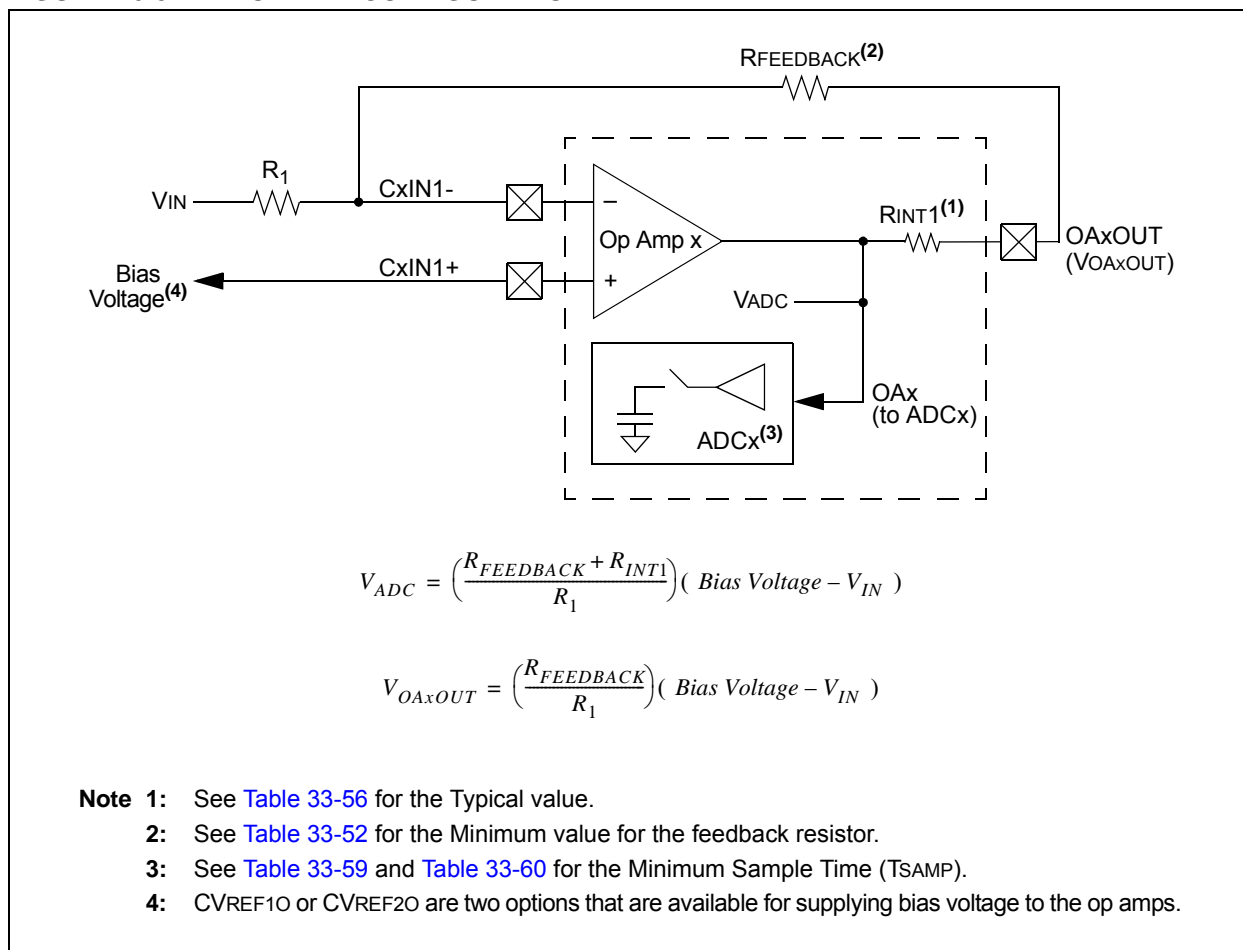 RFEEDBACK(2)
R1
VIN
CxIN1-
–
Op Amp x
+
RINT1(1)
OAxOUT
(VOAxOUT)
Bias
Voltage(4)
CxIN1+
VADC
OAx
(to ADCx)
ADCx(3)
VADC = (RFEEDBACK + RINT1 / R1) ( Bias Voltage – VIN )
VOAxOUT = (RFEEDBACK / R1) ( Bias Voltage – VIN )
Note 1: See Table 33-56 for the Typical value.
2: See Table 33-52 for the Minimum value for the feedback resistor.
3: See Table 33-59 and Table 33-60 for the Minimum Sample Time (TSAMP).
4: CVREF1O or CVREF2O are two options that are available for supplying bias voltage to the op amps.